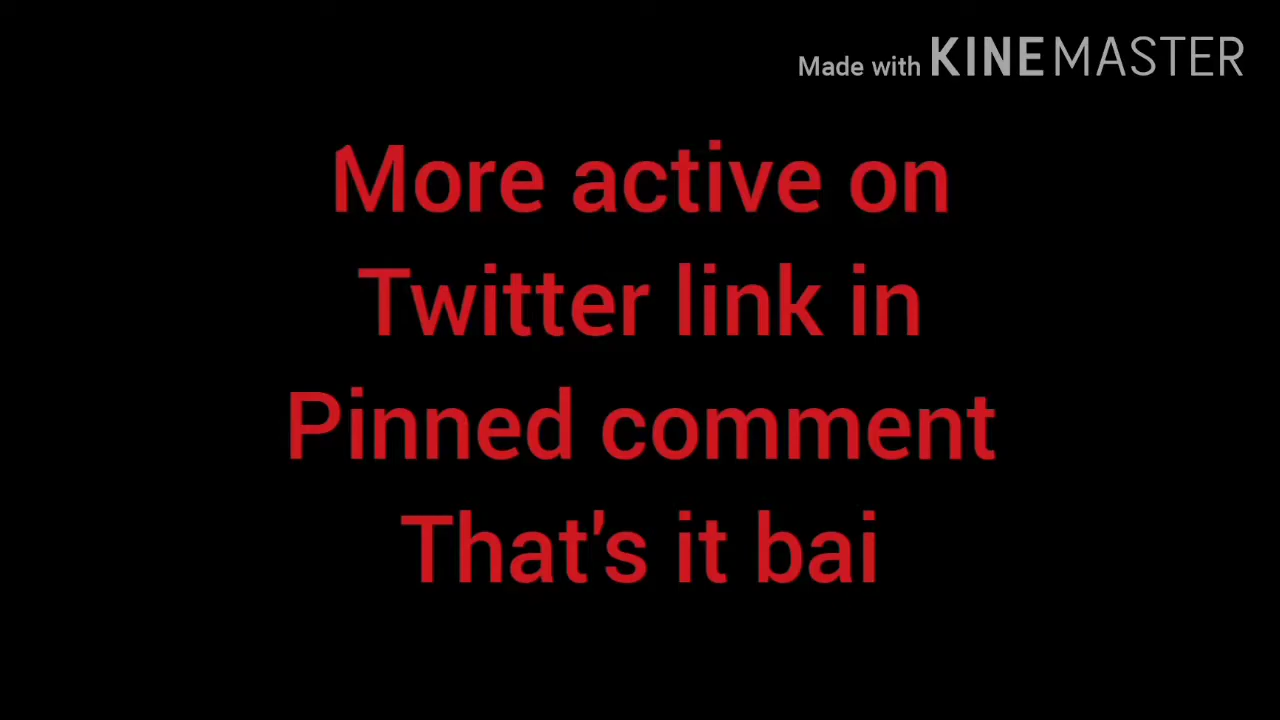 Made with KINEMASTER
More active on
Twitter link in
Pinned comment
That's it bai